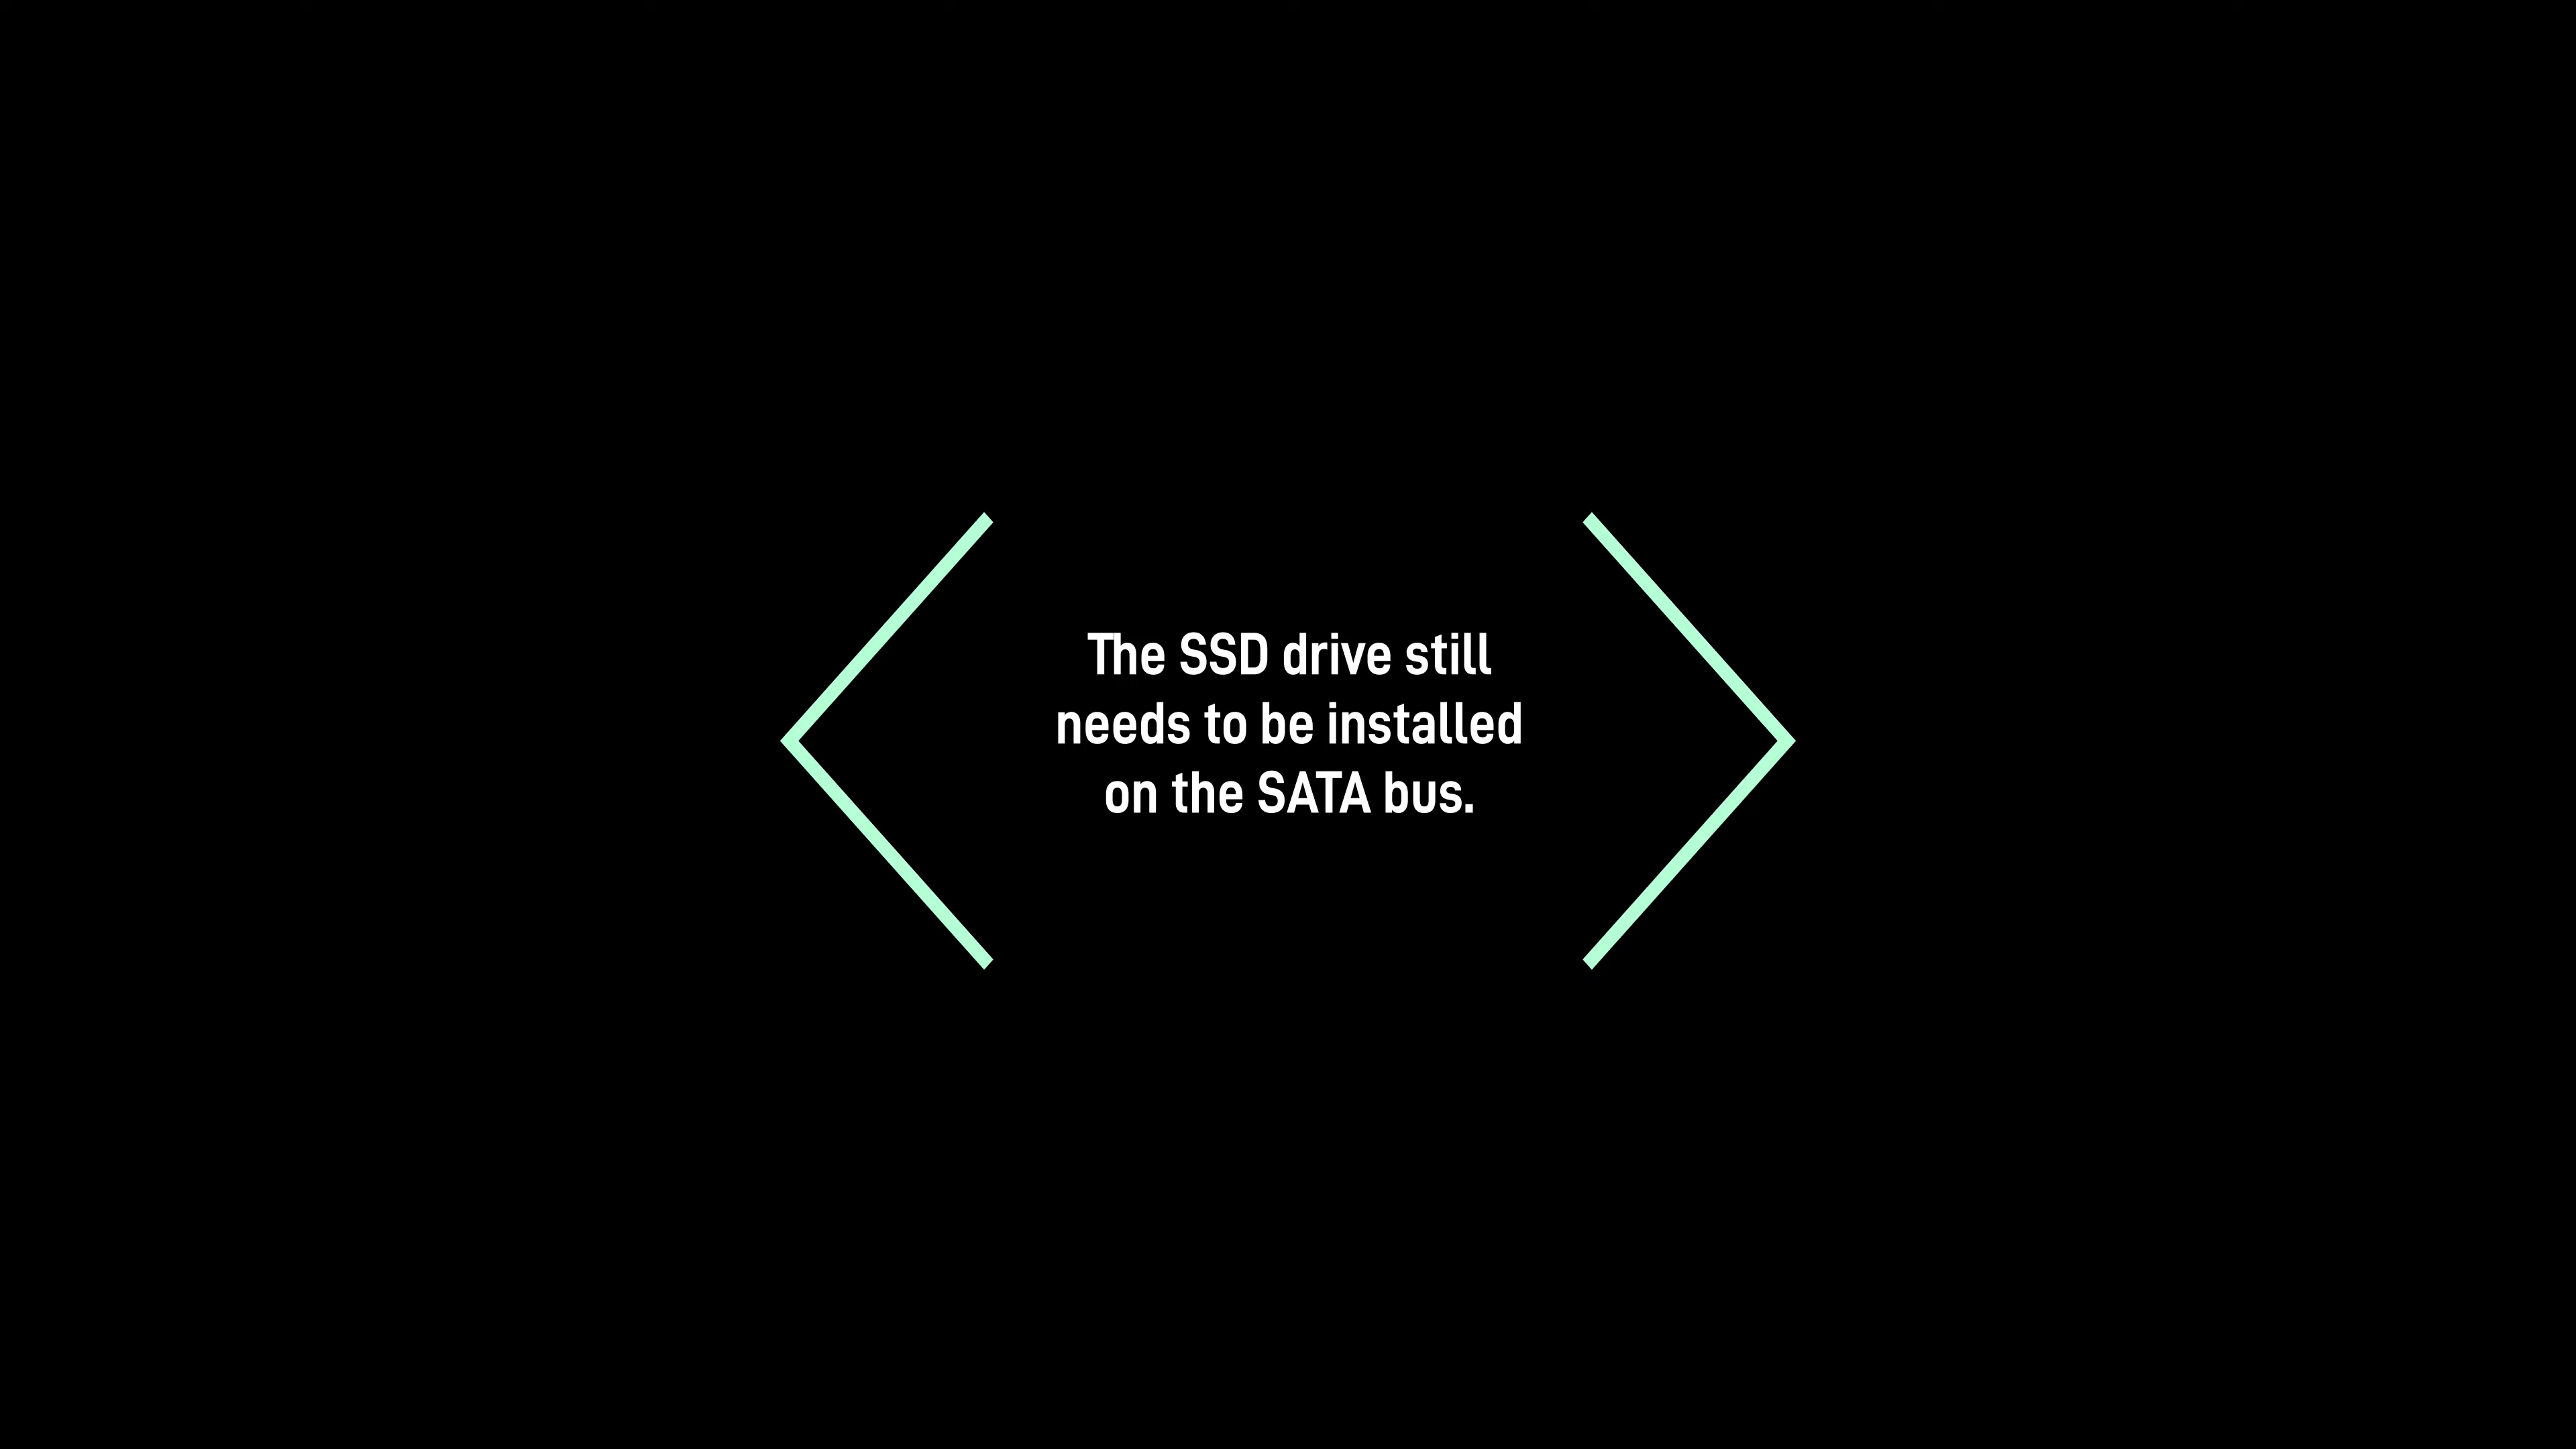 The SSD drive still
needs to be installed
on the SATA bus.